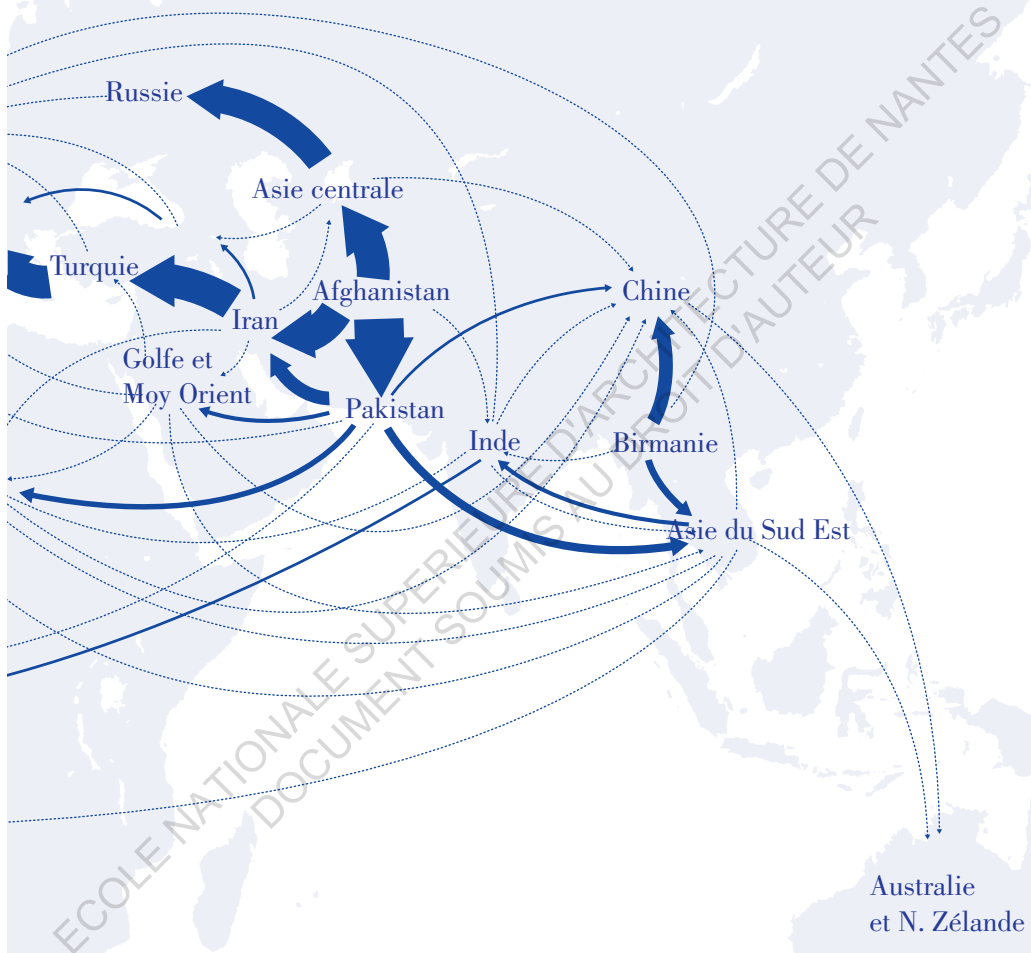 Russie
Asie centrale
Turquie
Afghanistan
Chine
Iran
Golfe et
Moy Orient
Pakistan
Inde
Birmanie
Asie du Sud Est
Australie
et N. Zélande
ECOLE NATIONALE SUPERIEURE D'ARCHITECTURE DE NANTES
DOCUMENT SOUMIS AU DROIT D'AUTEUR